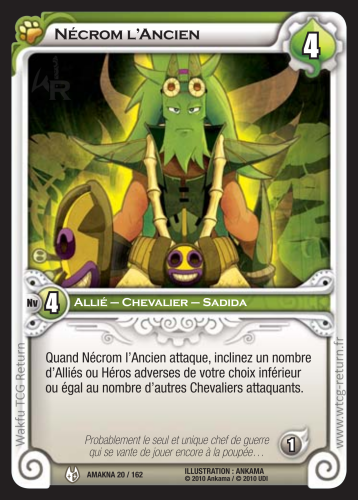 Nécrom l'Ancien
4
Nv 4
Allié – Chevalier – Sadida
Quand Nécrom l'Ancien attaque, inclinez un nombre
d'Alliés ou Héros adverses de votre choix inférieur
ou égal au nombre d'autres Chevaliers attaquants.
Probablement le seul et unique chef de guerre
qui se vante de jouer encore à la poupée…
1
AMAKNA 20 / 162
ILLUSTRATION : ANKAMA
© 2010 Ankama / © 2010 UDI
Wakfu TCG Return
www.wtcg-return.fr